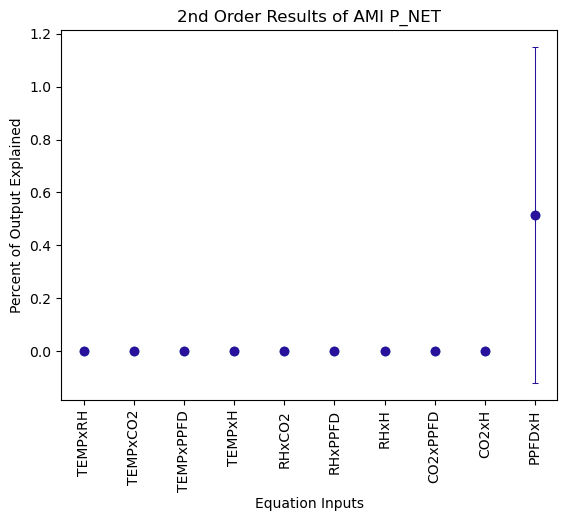 2nd Order Results of AMI P_NET
Percent of Output Explained
1.2
1.0
0.8
0.6
0.4
0.2
0.0
TEMPxRH
TEMPxCO2
TEMPxPPFD
TEMPxH
RHxCO2
RHxPPFD
RHxH
CO2xPPFD
CO2xH
PPFDxH
Equation Inputs